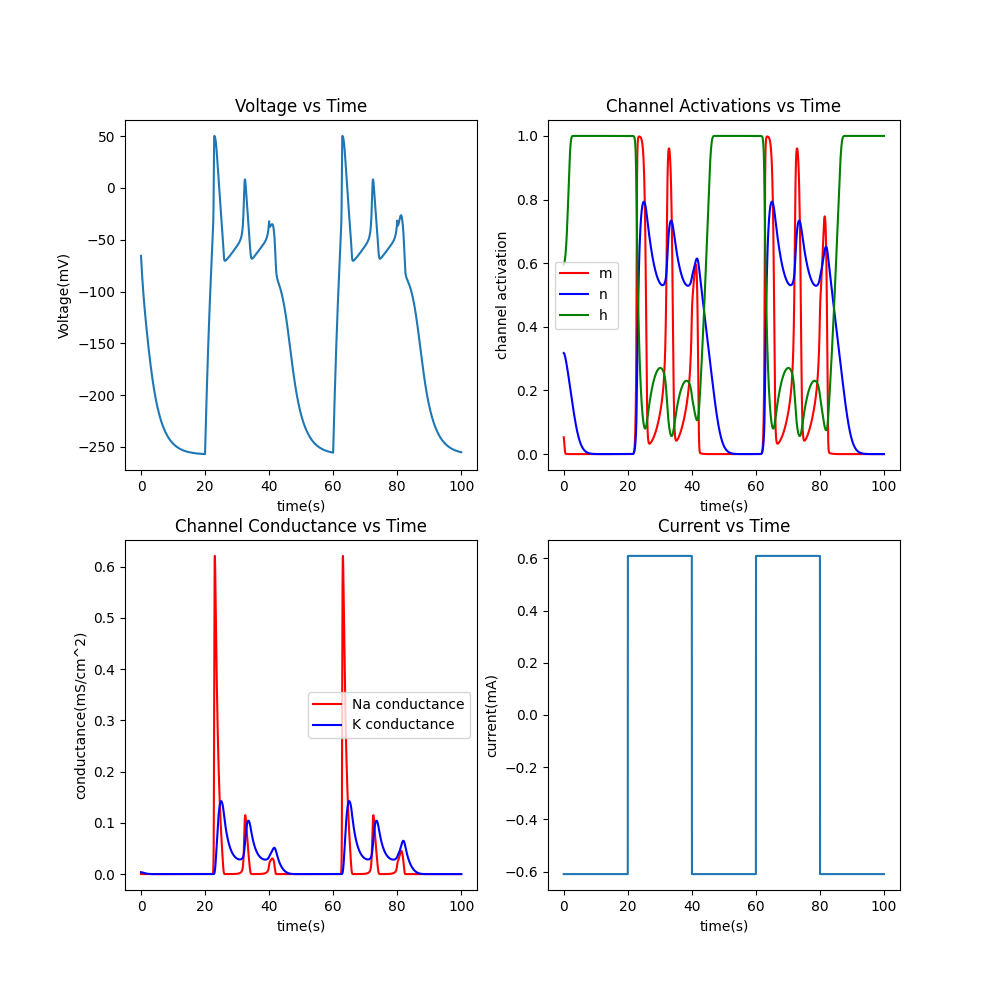 Voltage vs Time
50
0
−50
−100
−150
−200
−250
Voltage(mV)
0 20 40 60 80 100
time(s)
Channel Activations vs Time
1.0
0.8
0.6
0.4
0.2
0.0
channel activation
m
n
h
0 20 40 60 80 100
time(s)
Channel Conductance vs Time
0.6
0.5
0.4
0.3
0.2
0.1
0.0
conductance(mS/cm^2)
Na conductance
K conductance
0 20 40 60 80 100
time(s)
Current vs Time
0.6
0.4
0.2
0.0
−0.2
−0.4
−0.6
current(mA)
0 20 40 60 80 100
time(s)